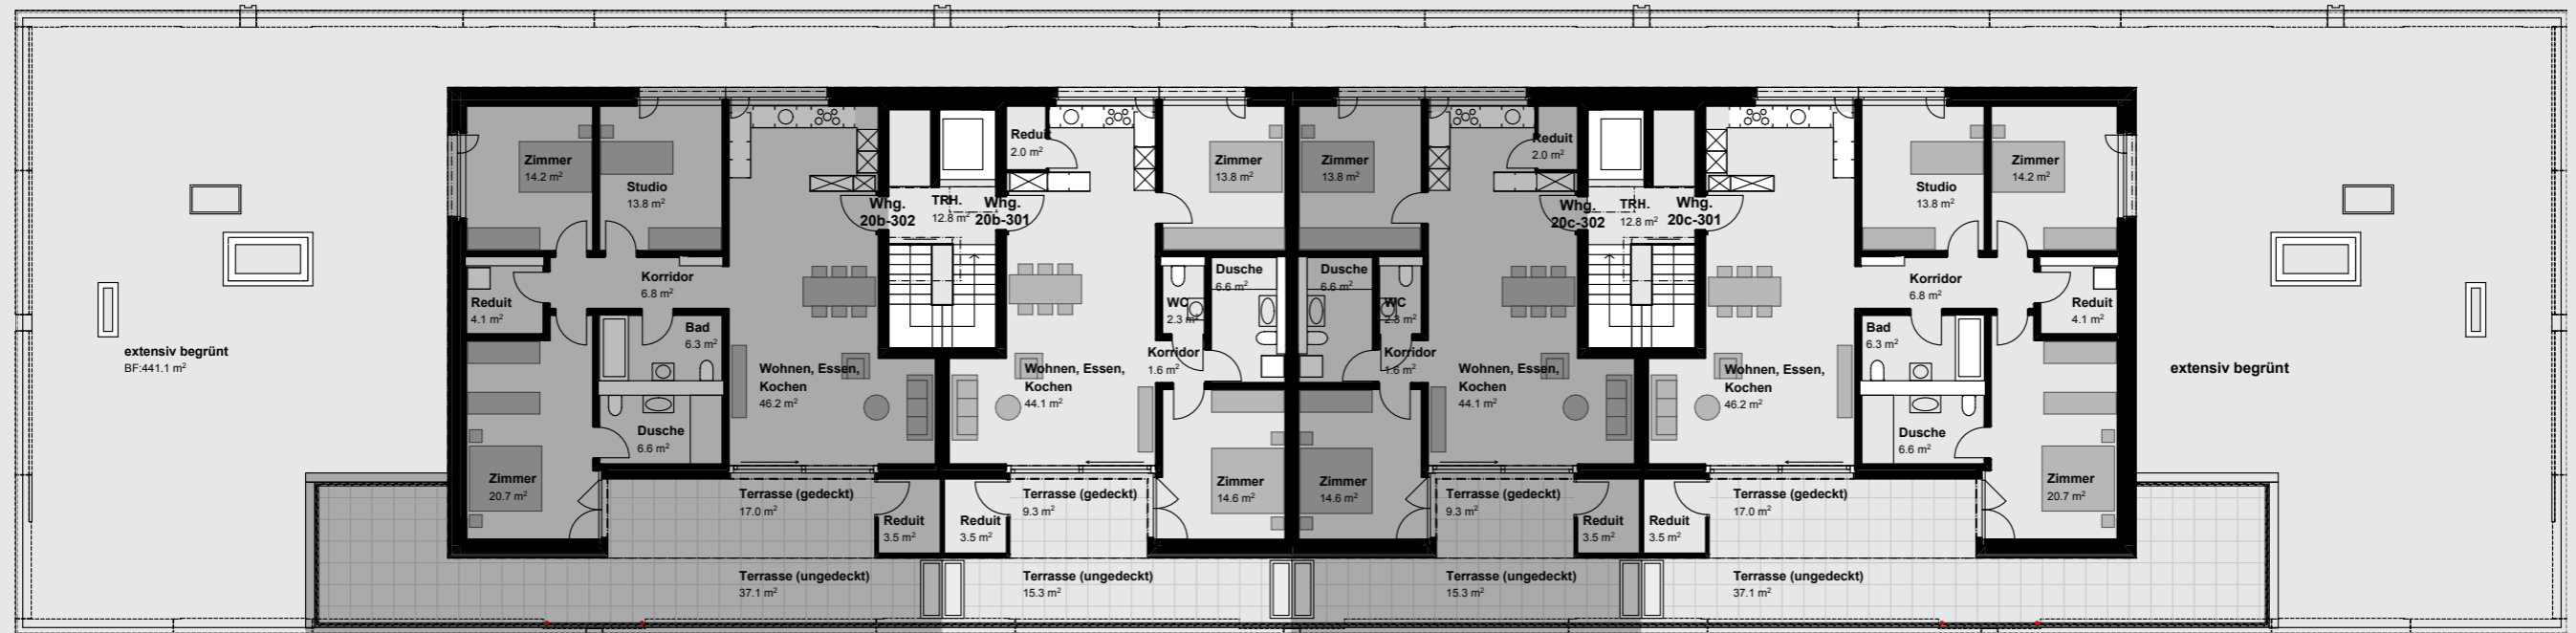 extensiv begrünt
BF:441.1 m²
Zimmer
14.2 m²
Studio
13.8 m²
Reduit
4.1 m²
Korridor
6.8 m²
Bad
6.3 m²
Dusche
6.6 m²
Zimmer
20.7 m²
Wohnen, Essen,
Kochen
46.2 m²
Terrasse (gedeckt)
17.0 m²
Reduit
3.5 m²
Terrasse (ungedeckt)
37.1 m²
Whg.
20b-302
TRH.
12.8 m²
Whg.
20b-301
Reduit
2.0 m²
Zimmer
13.8 m²
WC
2.3 m²
Dusche
6.6 m²
Korridor
1.6 m²
Wohnen, Essen,
Kochen
44.1 m²
Zimmer
14.6 m²
Reduit
3.5 m²
Terrasse (gedeckt)
9.3 m²
Terrasse (ungedeckt)
15.3 m²
Zimmer
13.8 m²
Reduit
2.0 m²
Dusche
6.6 m²
WC
2.3 m²
Korridor
1.6 m²
Wohnen, Essen,
Kochen
44.1 m²
Zimmer
14.6 m²
Terrasse (gedeckt)
9.3 m²
Reduit
3.5 m²
Terrasse (ungedeckt)
15.3 m²
Whg.
20c-302
TRH.
12.8 m²
Whg.
20c-301
Studio
13.8 m²
Zimmer
14.2 m²
Korridor
6.8 m²
Reduit
4.1 m²
Bad
6.3 m²
Wohnen, Essen,
Kochen
46.2 m²
Dusche
6.6 m²
Zimmer
20.7 m²
Reduit
3.5 m²
Terrasse (gedeckt)
17.0 m²
Terrasse (ungedeckt)
37.1 m²
extensiv begrünt